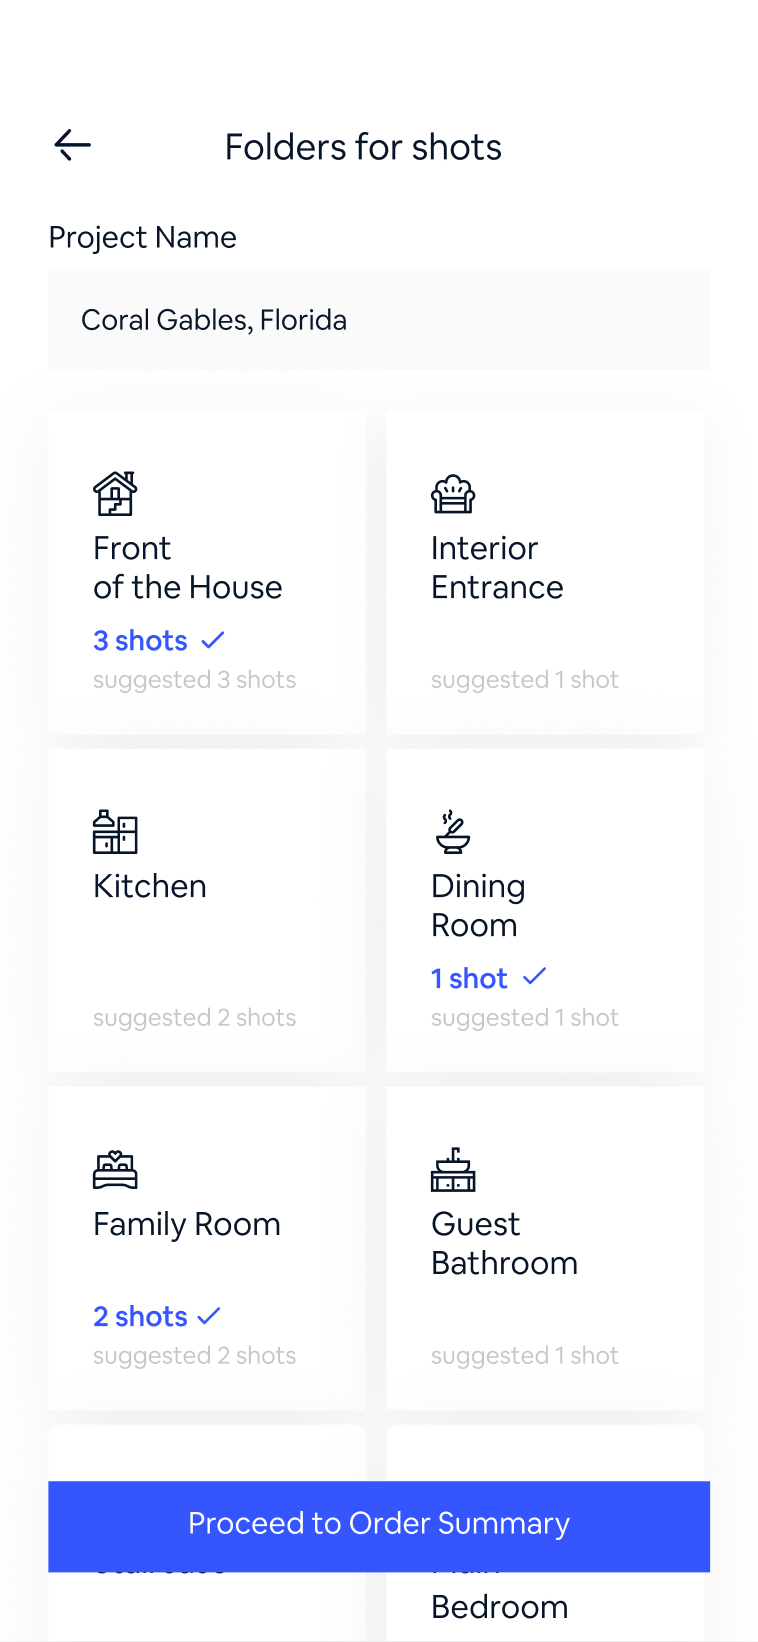 Folders for shots
Project Name
Coral Gables, Florida
Front
of the House
3 shots
suggested 3 shots
Interior
Entrance
suggested 1 shot
Kitchen
suggested 2 shots
Dining
Room
1 shot
suggested 1 shot
Family Room
2 shots
suggested 2 shots
Guest
Bathroom
suggested 1 shot
Proceed to Order Summary
Bedroom